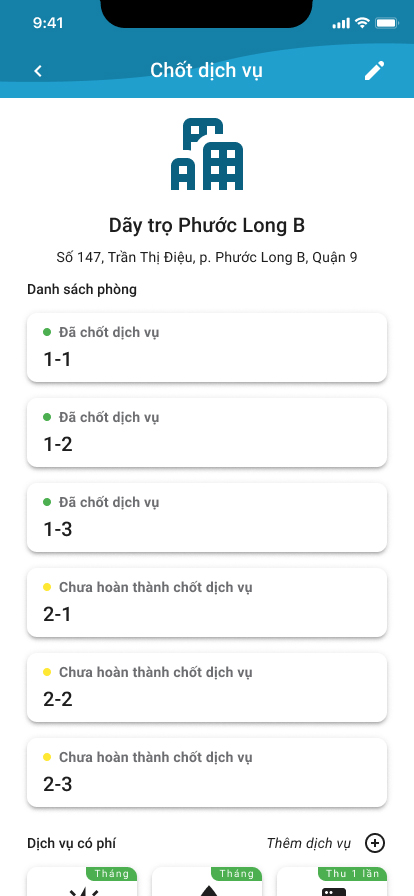 9:41
Chốt dịch vụ
Dãy trọ Phước Long B
Số 147, Trần Thị Điệu, p. Phước Long B, Quận 9
Danh sách phòng
Đã chốt dịch vụ
1-1
Đã chốt dịch vụ
1-2
Đã chốt dịch vụ
1-3
Chưa hoàn thành chốt dịch vụ
2-1
Chưa hoàn thành chốt dịch vụ
2-2
Chưa hoàn thành chốt dịch vụ
2-3
Dịch vụ có phí Thêm dịch vụ
Tháng Tháng Thu 1 lần